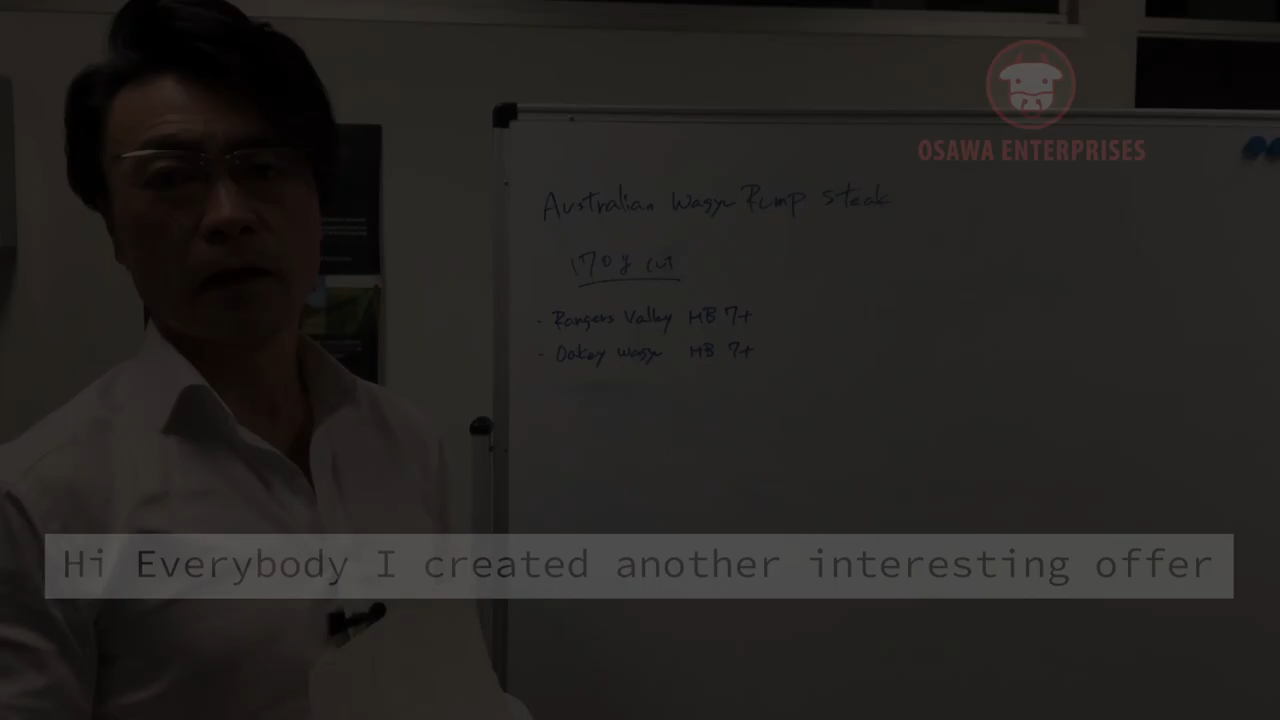 OSAWA ENTERPRISES
Australian Wagyu Rump Steak
170g cut
- Rangers Valley MB 7+
- Oakey Wagyu MB 7+
Hi Everybody I created another interesting offer